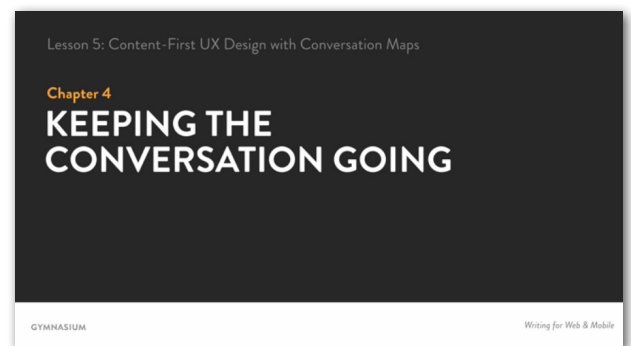 Lesson 5: Content-First UX Design with Conversation Maps
Chapter 4
KEEPING THE
CONVERSATION GOING
GYMNASIUM
Writing for Web & Mobile